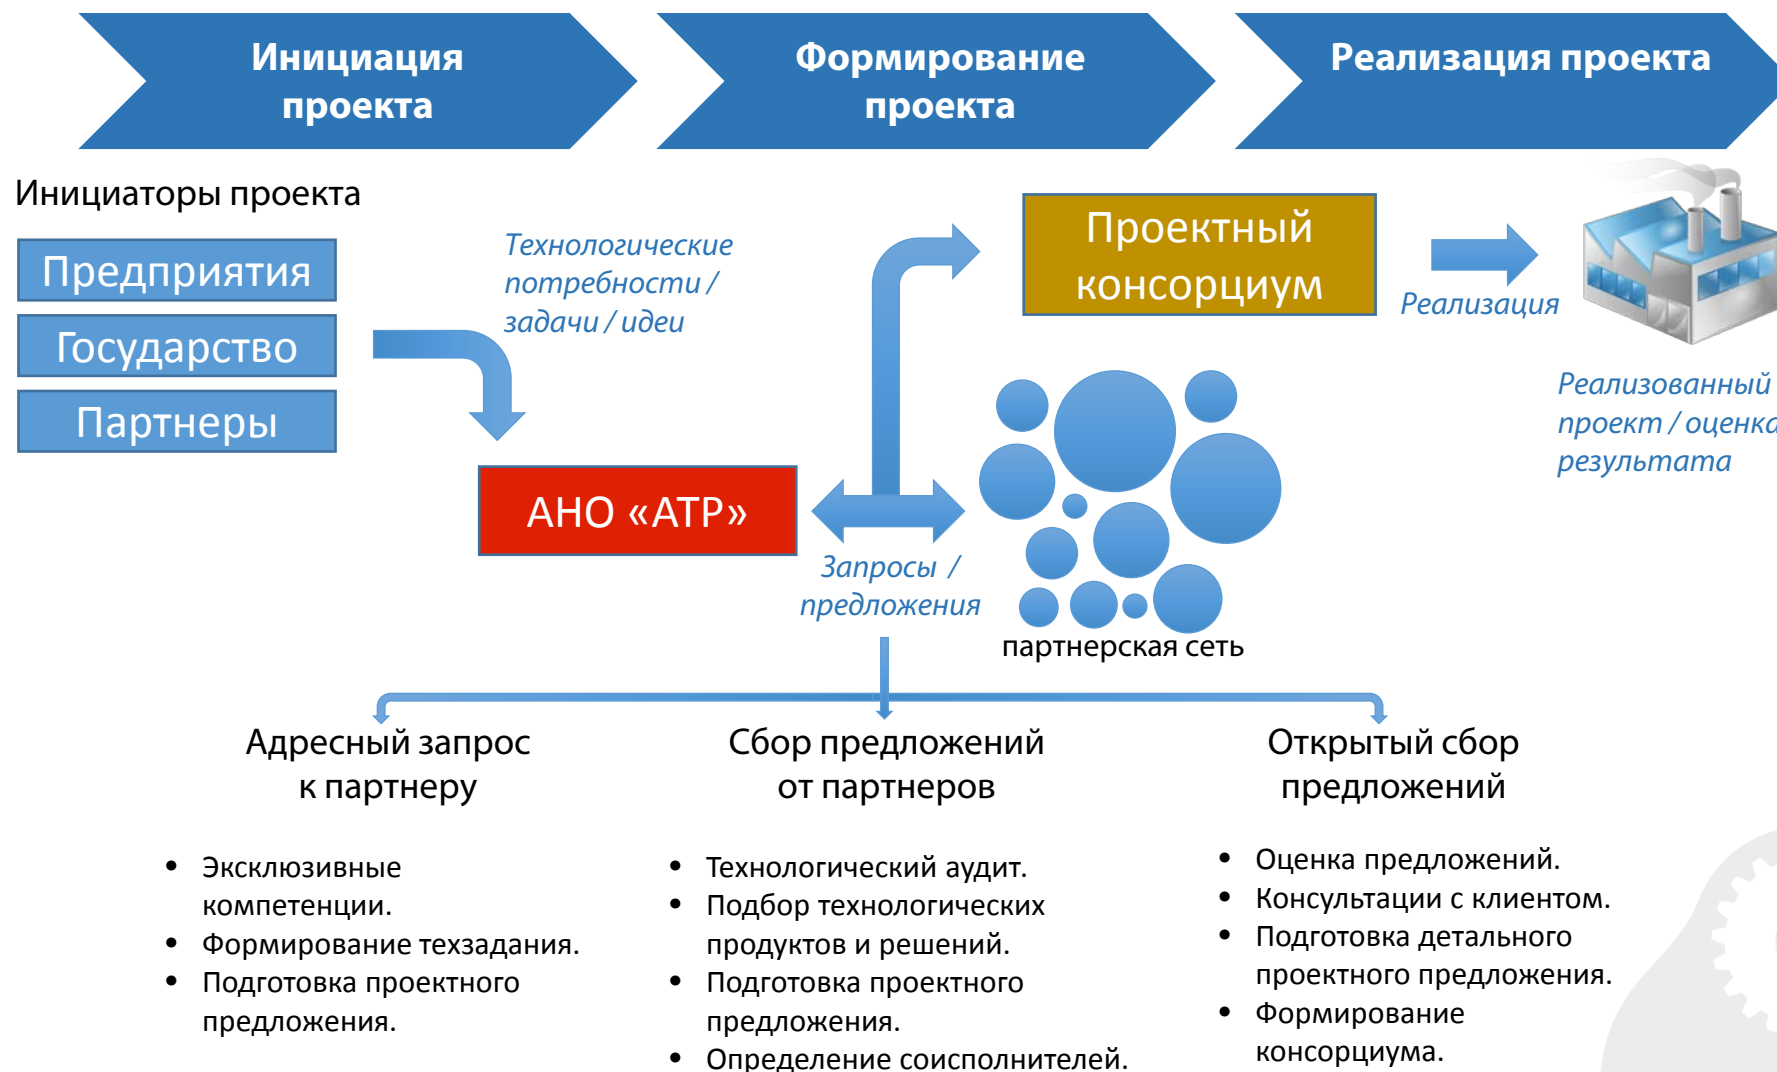 Инициация
проекта
Формирование
проекта
Реализация проекта
Инициаторы проекта
Предприятия
Государство
Партнеры
Технологические
потребности /
задачи / идеи
АНО «АТР»
Запросы /
предложения
Проектный
консорциум
Реализация
Реализованный
проект / оценка
результата
партнерская сеть
Адресный запрос
к партнеру
• Эксклюзивные
компетенции.
• Формирование техзадания.
• Подготовка проектного
предложения.
Сбор предложений
от партнеров
• Технологический аудит.
• Подбор технологических
продуктов и решений.
• Подготовка проектного
предложения.
• Определение соисполнителей.
Открытый сбор
предложений
• Оценка предложений.
• Консультации с клиентом.
• Подготовка детального
проектного предложения.
• Формирование
консорциума.